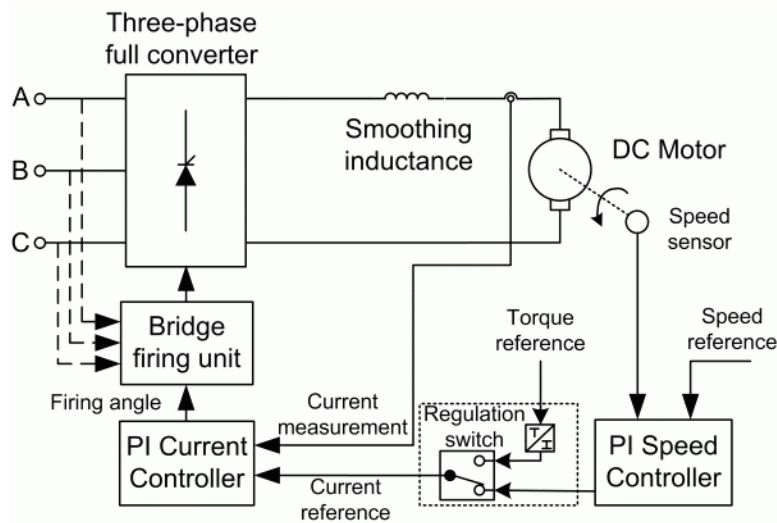 Three-phase
full converter
A
B
C
Smoothing
inductance
DC Motor
Speed
sensor
Bridge
firing unit
Torque
reference
Speed
reference
Firing angle
Current
measurement
Regulation
switch
T
I
PI Current
Controller
Current
reference
PI Speed
Controller